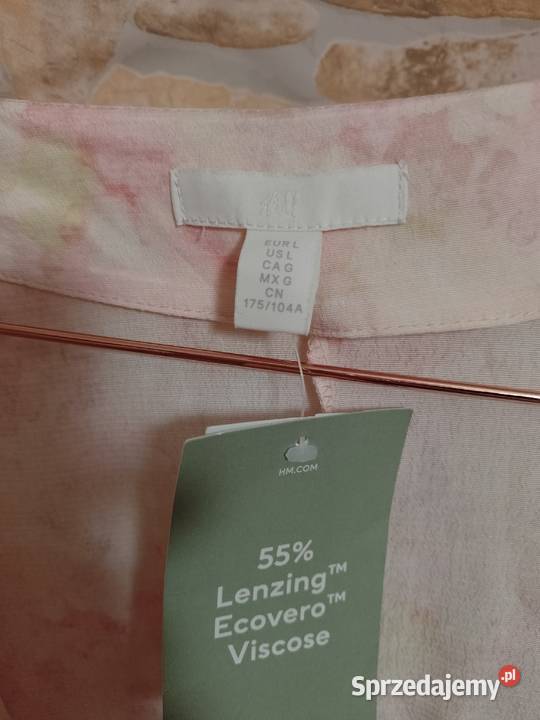 H&M
EUR L
US L
CA G
MX G
CN
175/104A
HM.COM
55%
Lenzing™
Ecovero™
Viscose
Sprzedajemy.pl